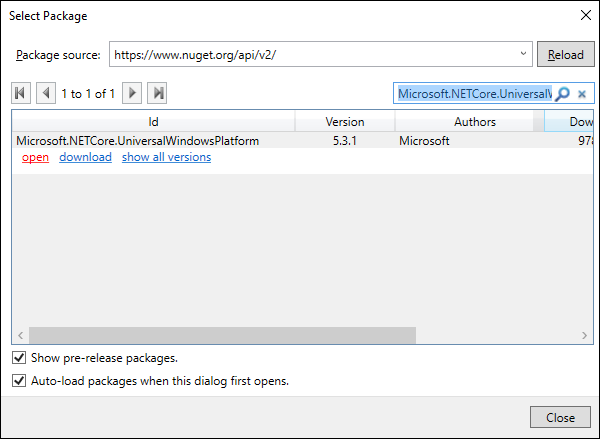 Select Package
Package source: https://www.nuget.org/api/v2/ Reload
1 to 1 of 1 Microsoft.NETCore.UniversalW
Id Version Authors Dow
Microsoft.NETCore.UniversalWindowsPlatform 5.3.1 Microsoft 978
open download show all versions
Show pre-release packages.
Auto-load packages when this dialog first opens.
Close